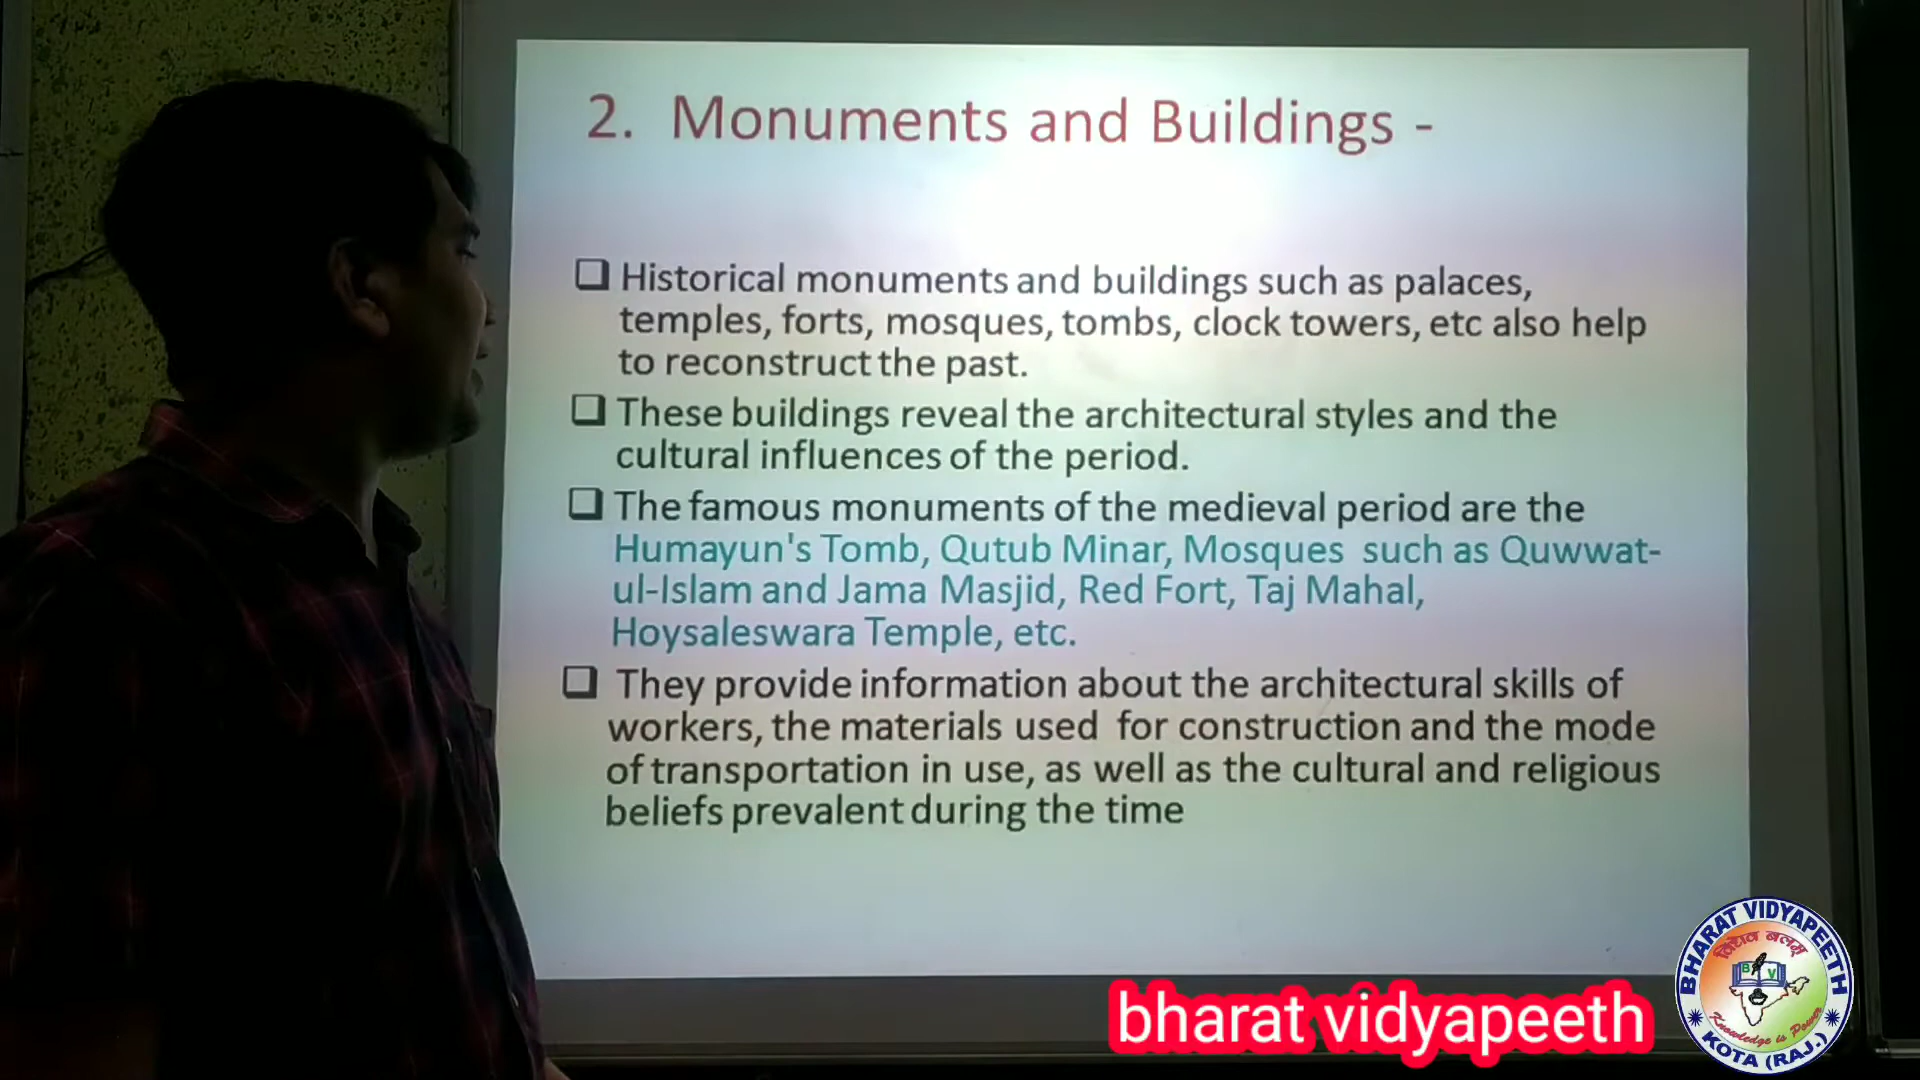 2. Monuments and Buildings -
❑ Historical monuments and buildings such as palaces,
temples, forts, mosques, tombs, clock towers, etc also help
to reconstruct the past.
❑ These buildings reveal the architectural styles and the
cultural influences of the period.
❑ The famous monuments of the medieval period are the
Humayun's Tomb, Qutub Minar, Mosques such as Quwwat-
ul-Islam and Jama Masjid, Red Fort, Taj Mahal,
Hoysaleswara Temple, etc.
❑ They provide information about the architectural skills of
workers, the materials used for construction and the mode
of transportation in use, as well as the cultural and religious
beliefs prevalent during the time
bharat vidyapeeth
BHARAT VIDYAPEETH
B V
Knowledge is Power
KOTA (RAJ.)